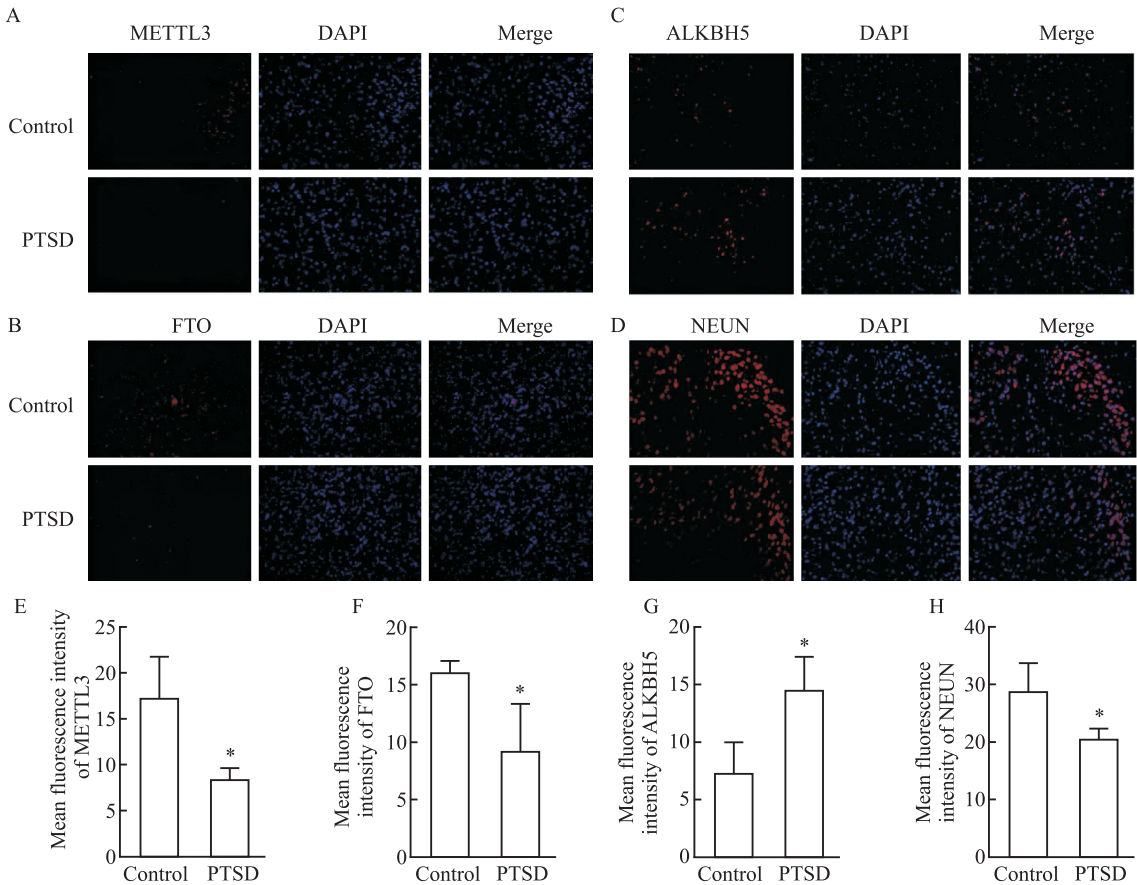 A
METTL3 DAPI Merge
Control
PTSD
C
ALKBH5 DAPI Merge
B
FTO DAPI Merge
Control
PTSD
D
NEUN DAPI Merge
E
Mean fluorescence intensity
of METTL3
25
20
15
10
5
0
*
Control PTSD
F
Mean fluorescence
intensity of FTO
20
15
10
5
0
*
Control PTSD
G
Mean fluorescence
intensity of ALKBH5
20
15
10
5
0
*
Control PTSD
H
Mean fluorescence
intensity of NEUN
40
30
20
10
0
*
Control PTSD